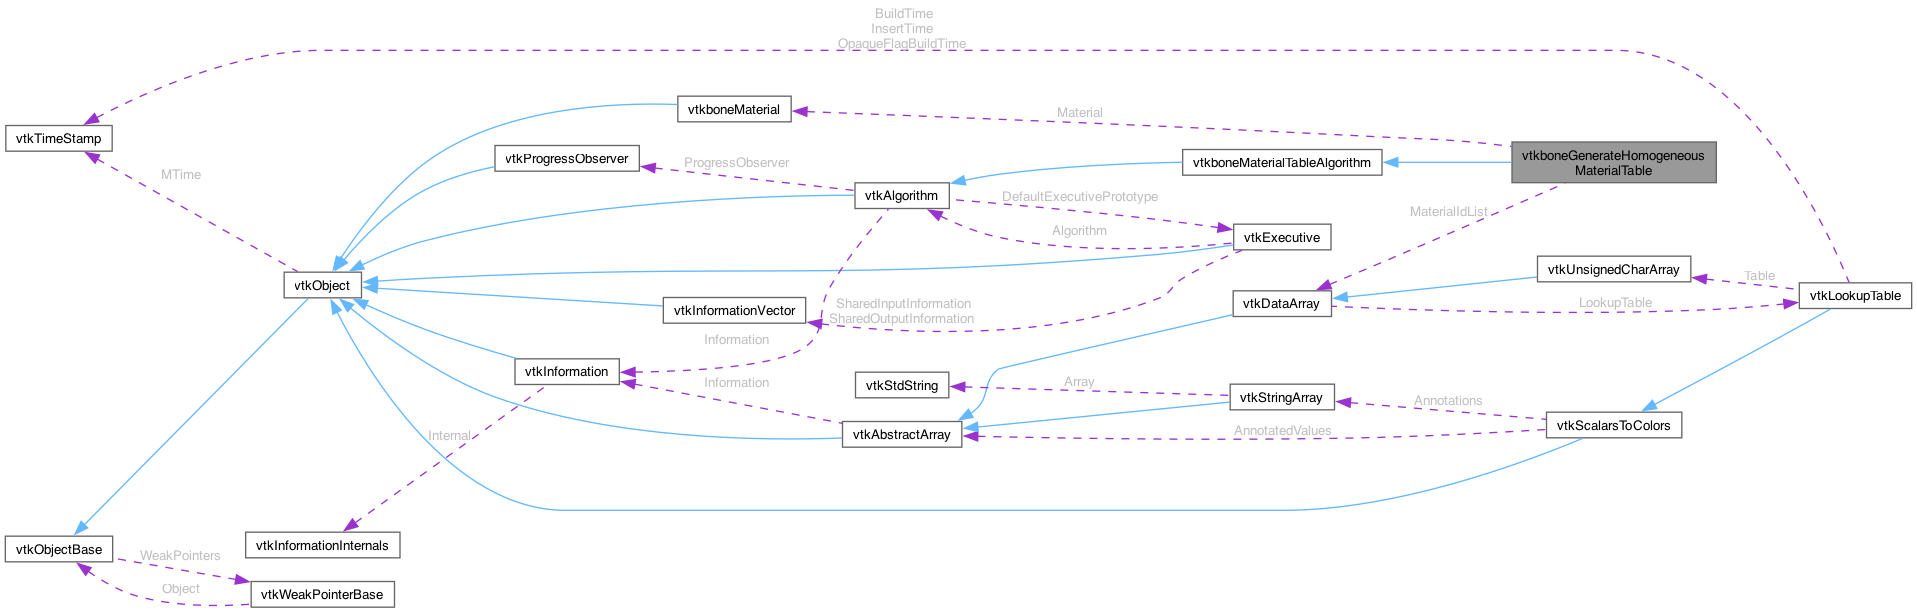 BuildTime
InsertTime
OpaqueFlagBuildTime
vtkboneMaterial
Material
vtkTimeStamp
vtkboneGenerateHomogeneous
MaterialTable
vtkProgressObserver
ProgressObserver
vtkboneMaterialTableAlgorithm
MTime
vtkAlgorithm
DefaultExecutivePrototype
MaterialIdList
Algorithm
vtkExecutive
vtkUnsignedCharArray
Table
vtkObject
vtkLookupTable
vtkInformationVector
SharedInputInformation
SharedOutputInformation
vtkDataArray
LookupTable
Information
vtkInformation
Information
vtkStdString
Array
vtkStringArray
Annotations
vtkScalarsToColors
vtkAbstractArray
AnnotatedValues
Internal
vtkInformationInternals
vtkObjectBase
WeakPointers
Object
vtkWeakPointerBase